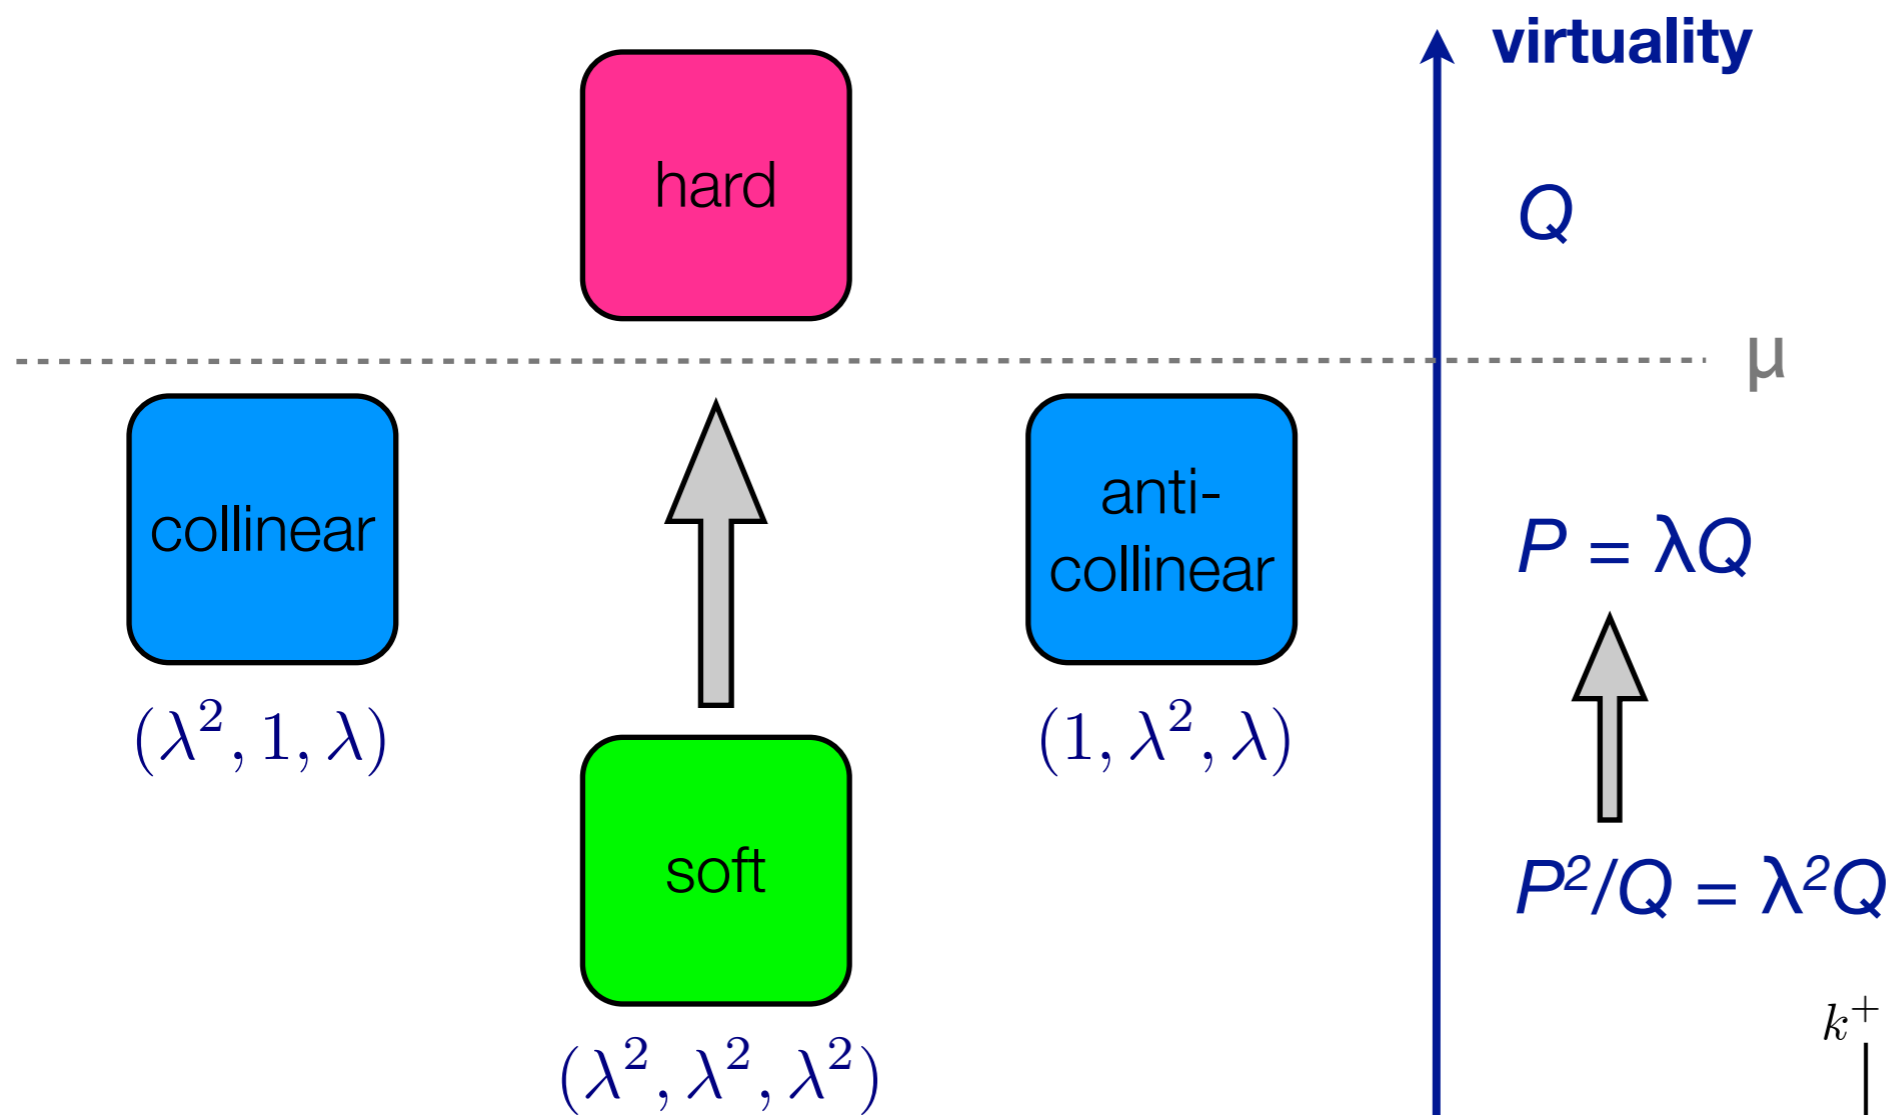 virtuality
hard
Q
μ
collinear
anti-
collinear
P = λQ
(λ², 1, λ)
(1, λ², λ)
soft
P²/Q = λ²Q
k⁺
(λ², λ², λ²)